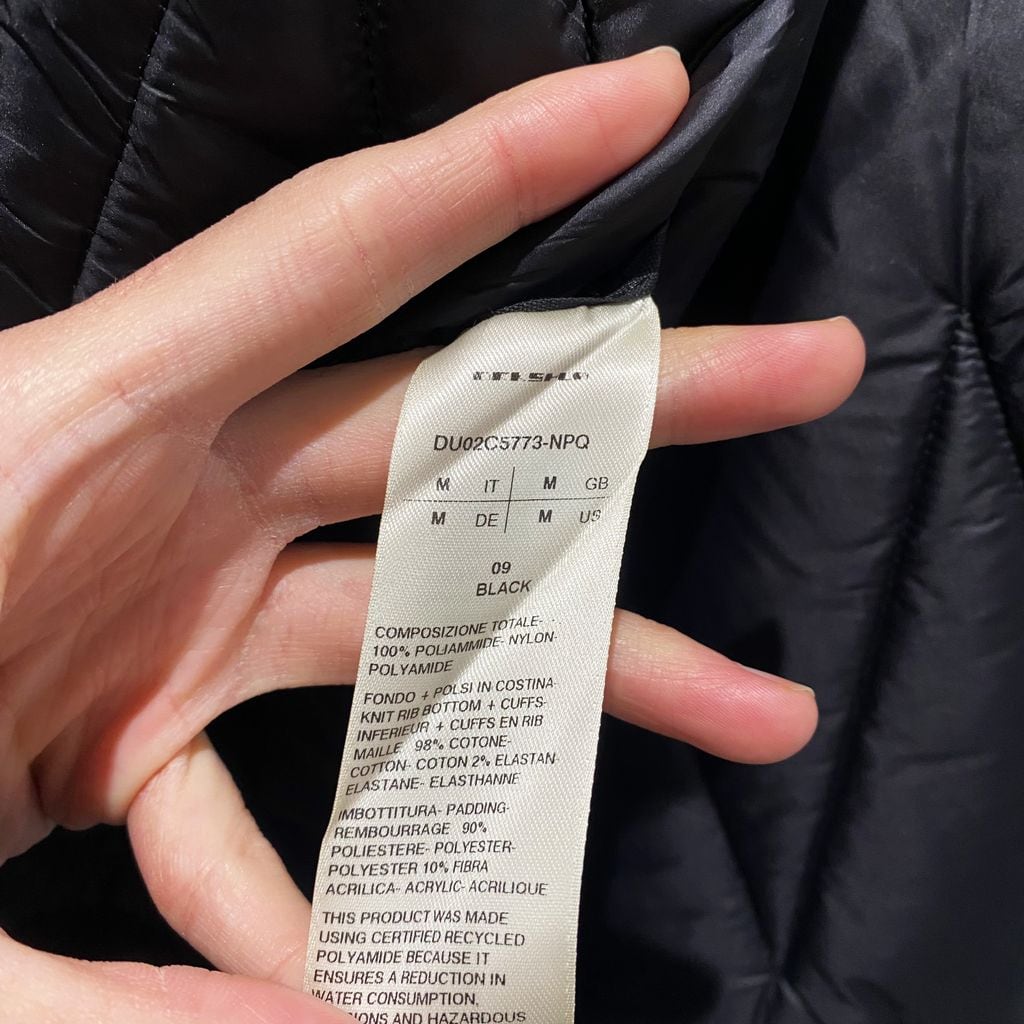 DU02C5773-NPQ
M IT M GB
M DE M US
09
BLACK
COMPOSIZIONE TOTALE-
100% POLIAMMIDE- NYLON-
POLYAMIDE
FONDO + POLSI IN COSTINA-
KNIT RIB BOTTOM + CUFFS-
INFERIEUR + CUFFS EN RIB
MAILLE 98% COTONE-
COTTON- COTON 2% ELASTAN-
ELASTANE- ELASTHANNE
IMBOTTITURA- PADDING-
REMBOURRAGE 90%
POLIESTERE- POLYESTER-
POLYESTER 10% FIBRA
ACRILICA- ACRYLIC- ACRILIQUE
THIS PRODUCT WAS MADE
USING CERTIFIED RECYCLED
POLYAMIDE BECAUSE IT
ENSURES A REDUCTION IN
WATER CONSUMPTION,
AND HAZARDOUS